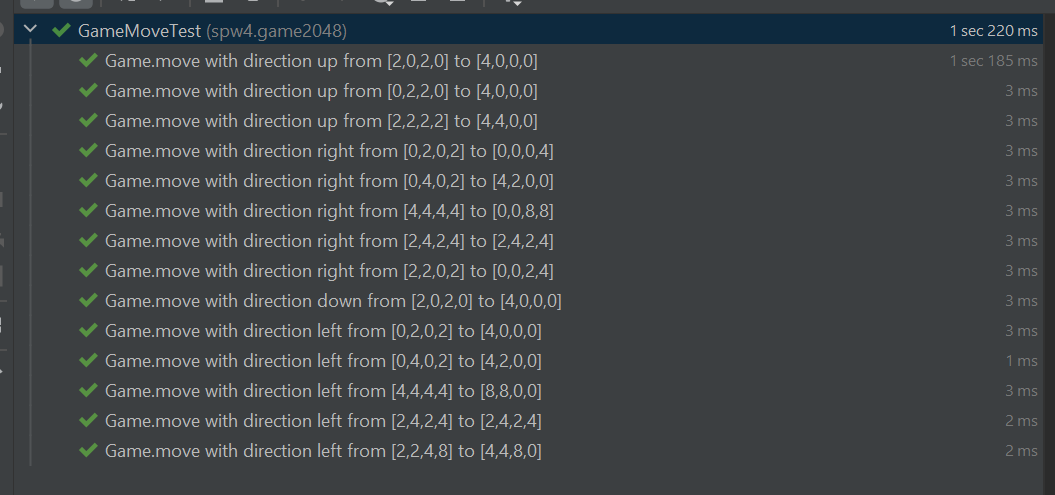 GameMoveTest (spw4.game2048) 1 sec 220 ms
Game.move with direction up from [2,0,2,0] to [4,0,0,0] 1 sec 185 ms
Game.move with direction up from [0,2,2,0] to [4,0,0,0] 3 ms
Game.move with direction up from [2,2,2,2] to [4,4,0,0] 3 ms
Game.move with direction right from [0,2,0,2] to [0,0,0,4] 3 ms
Game.move with direction right from [0,4,0,2] to [4,2,0,0] 3 ms
Game.move with direction right from [4,4,4,4] to [0,0,8,8] 3 ms
Game.move with direction right from [2,4,2,4] to [2,4,2,4] 3 ms
Game.move with direction right from [2,2,0,2] to [0,0,2,4] 3 ms
Game.move with direction down from [2,0,2,0] to [4,0,0,0] 3 ms
Game.move with direction left from [0,2,0,2] to [4,0,0,0] 3 ms
Game.move with direction left from [0,4,0,2] to [4,2,0,0] 1 ms
Game.move with direction left from [4,4,4,4] to [8,8,0,0] 3 ms
Game.move with direction left from [2,4,2,4] to [2,4,2,4] 2 ms
Game.move with direction left from [2,2,4,8] to [4,4,8,0] 2 ms